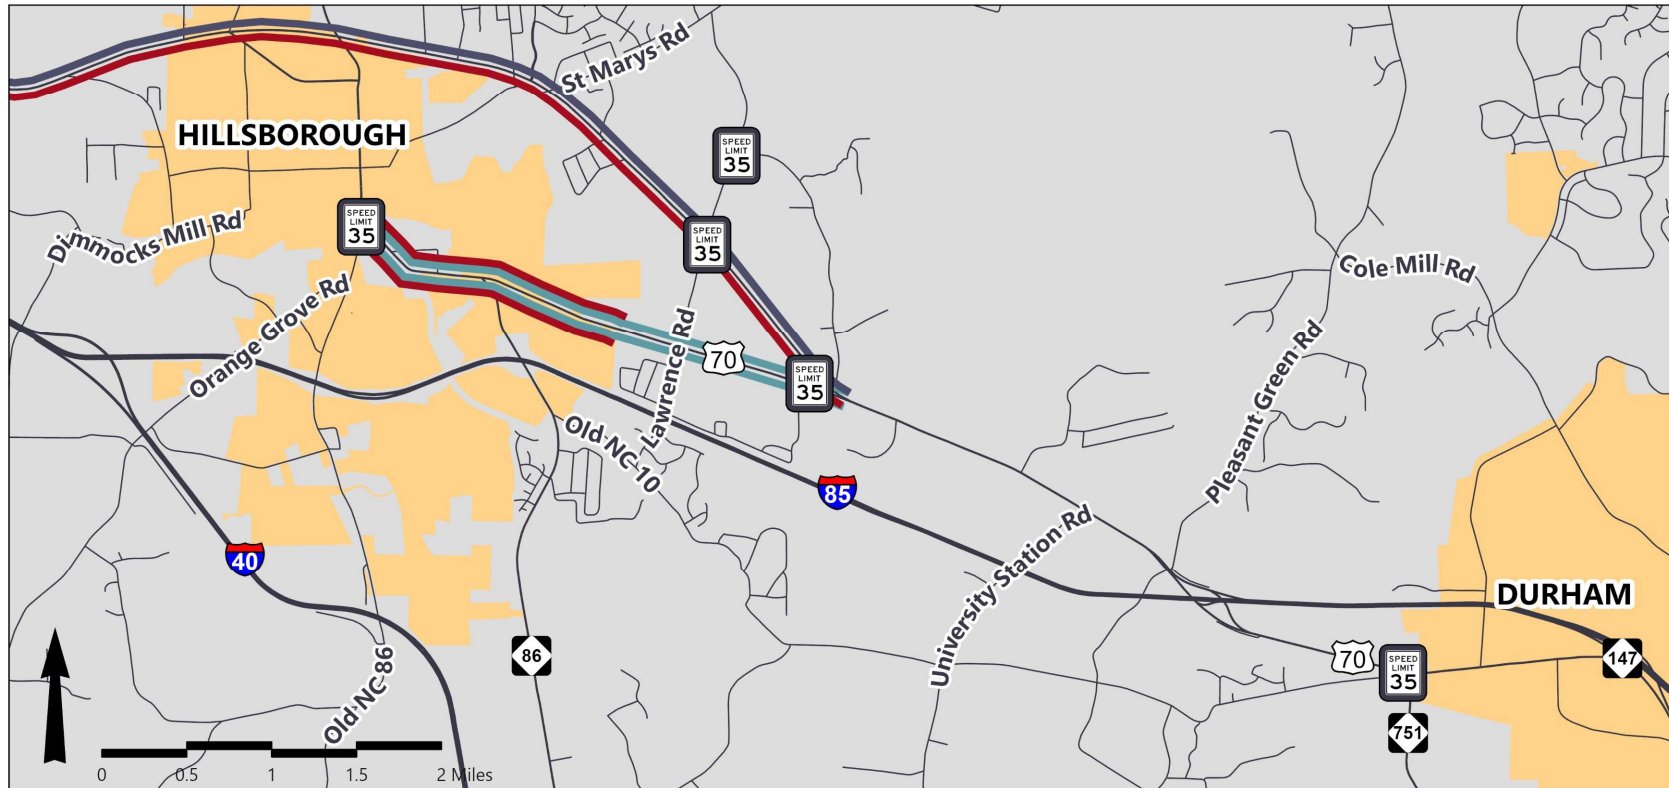 St Marys Rd
HILLSBOROUGH
SPEED
LIMIT
35
Dimmocks Mill Rd
SPEED
LIMIT
35
SPEED
LIMIT
35
Cole Mill Rd
Orange Grove Rd
Lawrence Rd
70
SPEED
LIMIT
35
Pleasant Green Rd
Old NC 10
85
University Station Rd
40
DURHAM
86
Old NC 86
70
SPEED
LIMIT
35
147
751
0 0.5 1 1.5 2 Miles